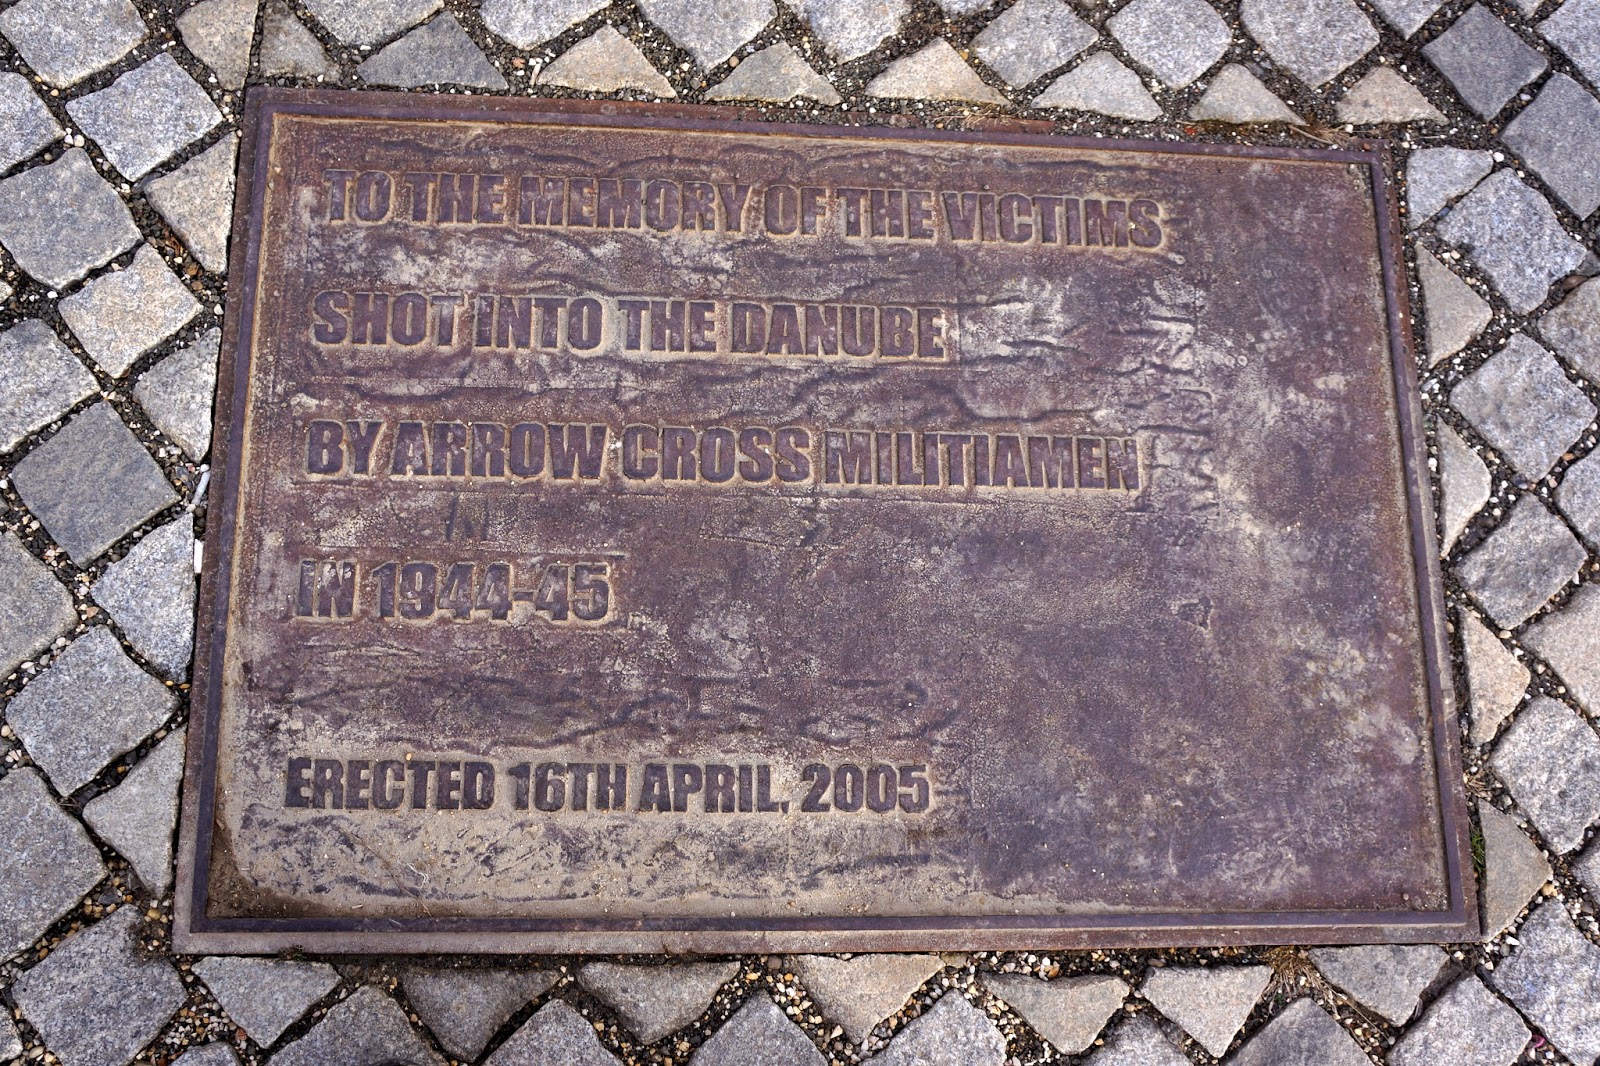 TO THE MEMORY OF THE VICTIMS
SHOT INTO THE DANUBE
BY ARROW CROSS MILITIAMEN
IN 1944-45
ERECTED 16TH APRIL, 2005